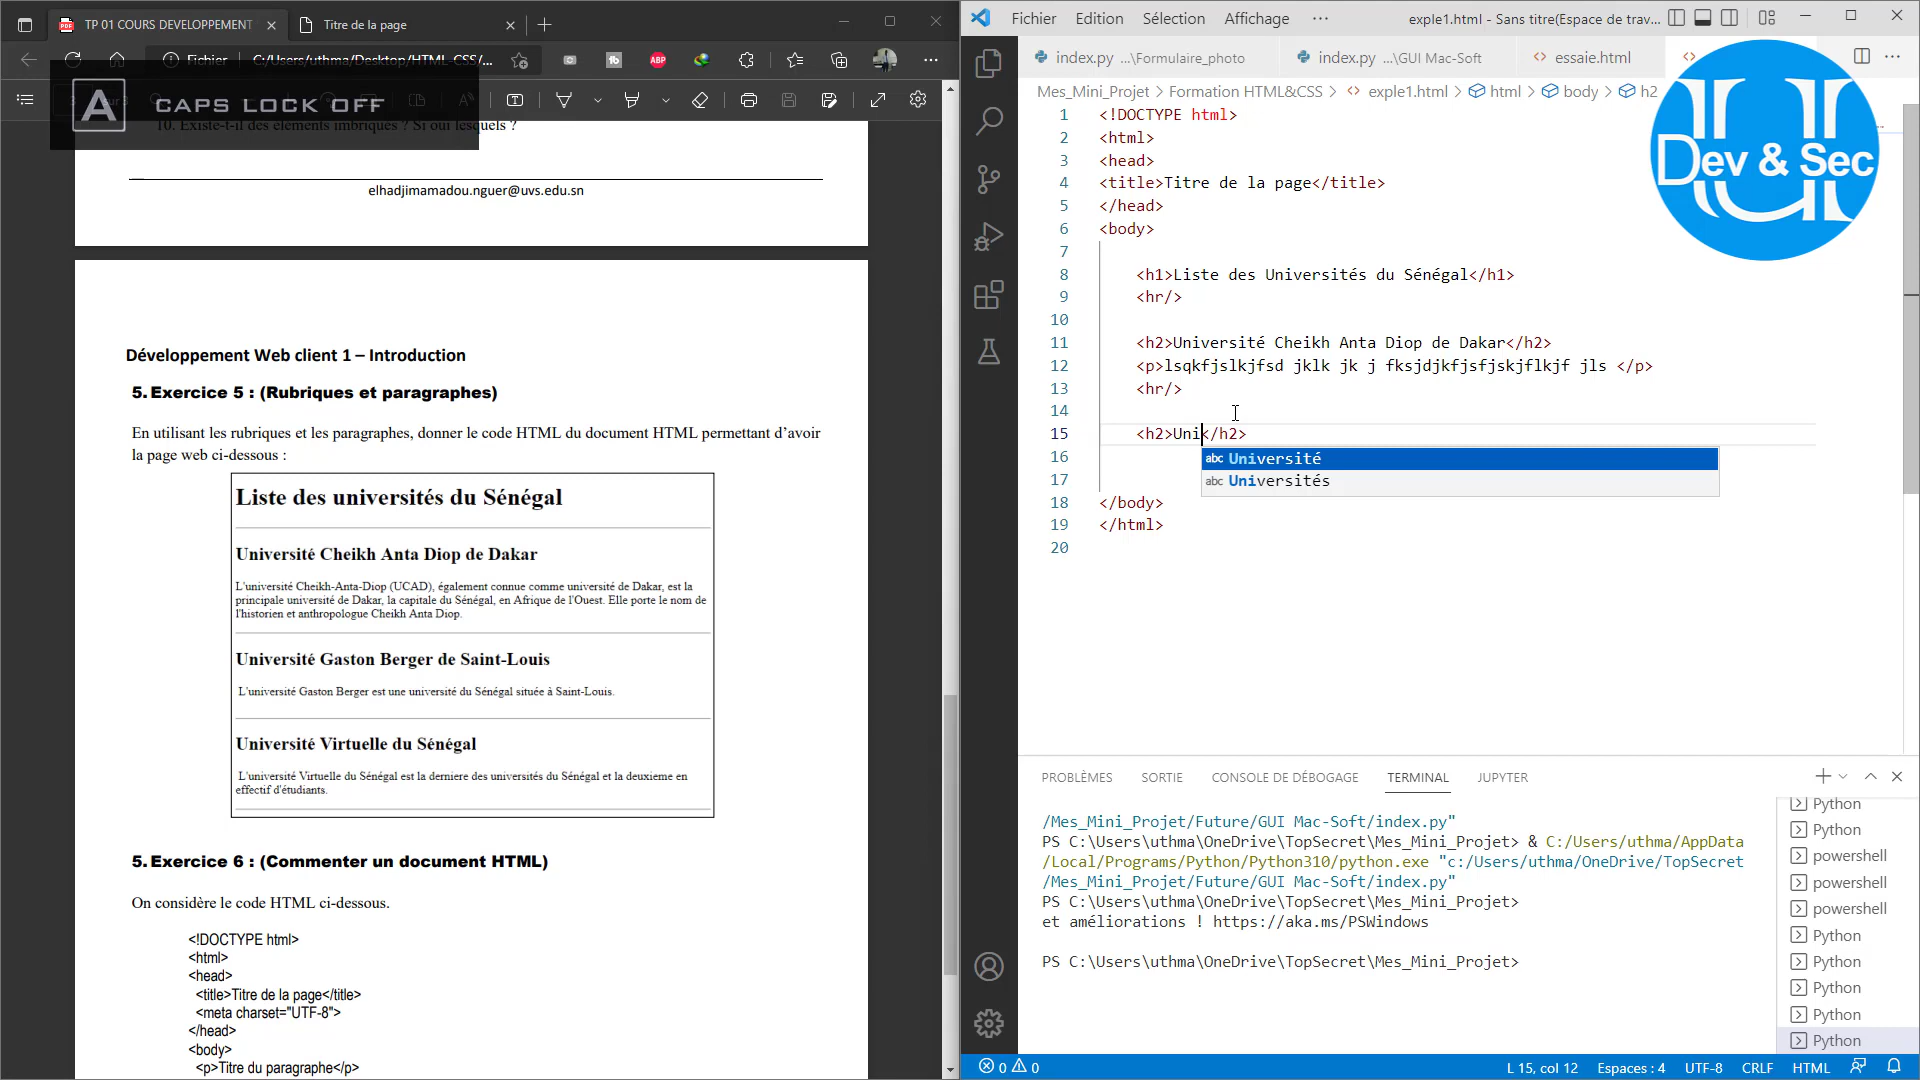 TP 01 COURS DEVELOPPEMENT
Titre de la page
Fichier
C:/Users/uthma/Desktop/HTML-CSS/...
CAPS LOCK OFF
10. Existe-t-il des éléments imbriqués ? Si oui lesquels ?
elhadjimamadou.nguer@uvs.edu.sn
Développement Web client 1 – Introduction
5. Exercice 5 : (Rubriques et paragraphes)
En utilisant les rubriques et les paragraphes, donner le code HTML du document HTML permettant d’avoir
la page web ci-dessous :
Liste des universités du Sénégal
Université Cheikh Anta Diop de Dakar
L'université Cheikh-Anta-Diop (UCAD), également connue comme université de Dakar, est la
principale université de Dakar, la capitale du Sénégal, en Afrique de l'Ouest. Elle porte le nom de
l'historien et anthropologue Cheikh Anta Diop.
Université Gaston Berger de Saint-Louis
L'université Gaston Berger est une université du Sénégal située à Saint-Louis.
Université Virtuelle du Sénégal
L'université Virtuelle du Sénégal est la derniere des universités du Sénégal et la deuxieme en
effectif d'étudiants.
5. Exercice 6 : (Commenter un document HTML)
On considère le code HTML ci-dessous.
<!DOCTYPE html>
<html>
<head>
<title>Titre de la page</title>
<meta charset="UTF-8">
</head>
<body>
<p>Titre du paragraphe</p>
Fichier Edition Sélection Affichage ···
exple1.html - Sans titre(Espace de trav...
index.py ...\Formulaire_photo
index.py ...\GUI Mac-Soft
essaie.html
Mes_Mini_Projet > Formation HTML&CSS > exple1.html > html > body > h2
Dev & Sec
1 <!DOCTYPE html>
2 <html>
3 <head>
4 <title>Titre de la page</title>
5 </head>
6 <body>
7
8 <h1>Liste des Universités du Sénégal</h1>
9 <hr/>
10
11 <h2>Université Cheikh Anta Diop de Dakar</h2>
12 <p>lsqkfjslkjfsd jklk jk j fksjdjkfjsfjskjflkjf jls </p>
13 <hr/>
14
15 <h2>Uni</h2>
abc Université
abc Universités
16
17
18 </body>
19 </html>
20
PROBLÈMES SORTIE CONSOLE DE DÉBOGAGE TERMINAL JUPYTER
/Mes_Mini_Projet/Future/GUI Mac-Soft/index.py"
PS C:\Users\uthma\OneDrive\TopSecret\Mes_Mini_Projet> & C:/Users/uthma/AppData
/Local/Programs/Python/Python310/python.exe "c:/Users/uthma/OneDrive/TopSecret
/Mes_Mini_Projet/Future/GUI Mac-Soft/index.py"
PS C:\Users\uthma\OneDrive\TopSecret\Mes_Mini_Projet>
et améliorations ! https://aka.ms/PSWindows
PS C:\Users\uthma\OneDrive\TopSecret\Mes_Mini_Projet>
Python
Python
powershell
powershell
powershell
Python
Python
Python
Python
Python
0 0
L 15, col 12 Espaces : 4 UTF-8 CRLF HTML